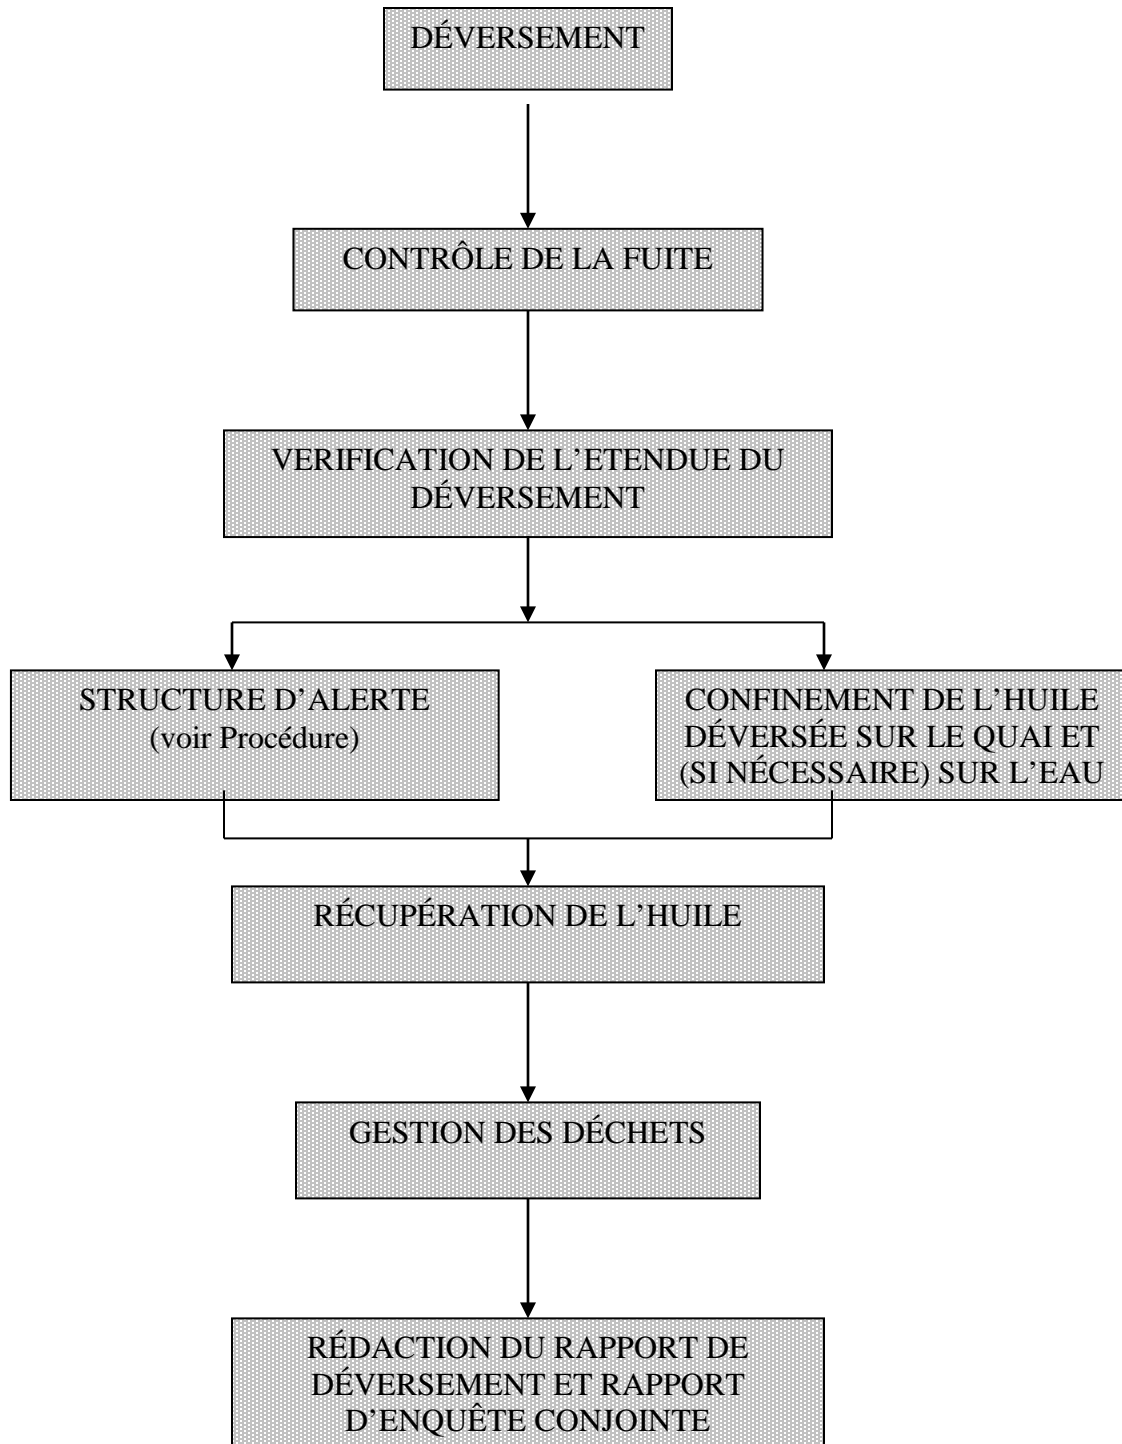 DÉVERSEMENT
CONTRÔLE DE LA FUITE
VERIFICATION DE L’ETENDUE DU
DÉVERSEMENT
STRUCTURE D’ALERTE
(voir Procédure)
CONFINEMENT DE L’HUILE
DÉVERSÉE SUR LE QUAI ET
(SI NÉCESSAIRE) SUR L’EAU
RÉCUPÉRATION DE L’HUILE
GESTION DES DÉCHETS
RÉDACTION DU RAPPORT DE
DÉVERSEMENT ET RAPPORT
D’ENQUÊTE CONJOINTE